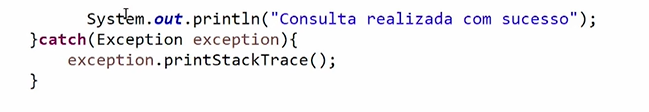 System.out.println("Consulta realizada com sucesso");
}catch(Exception exception){
exception.printStackTrace();
}